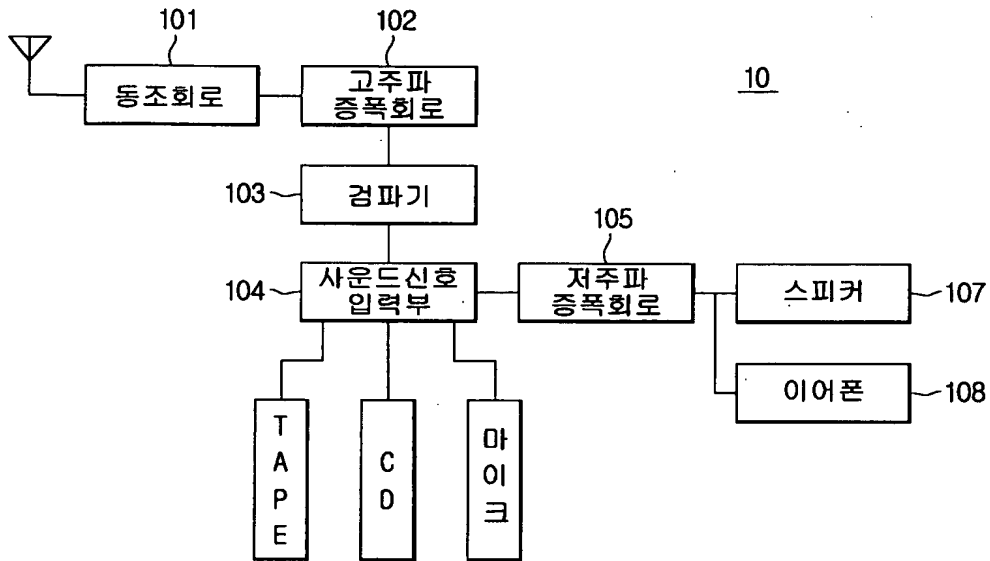 101
102
10
동조회로
고주파
증폭회로
103
검파기
105
104
사운드신호
입력부
저주파
증폭회로
스피커
107
이어폰
108
TAPE
CD
마이크